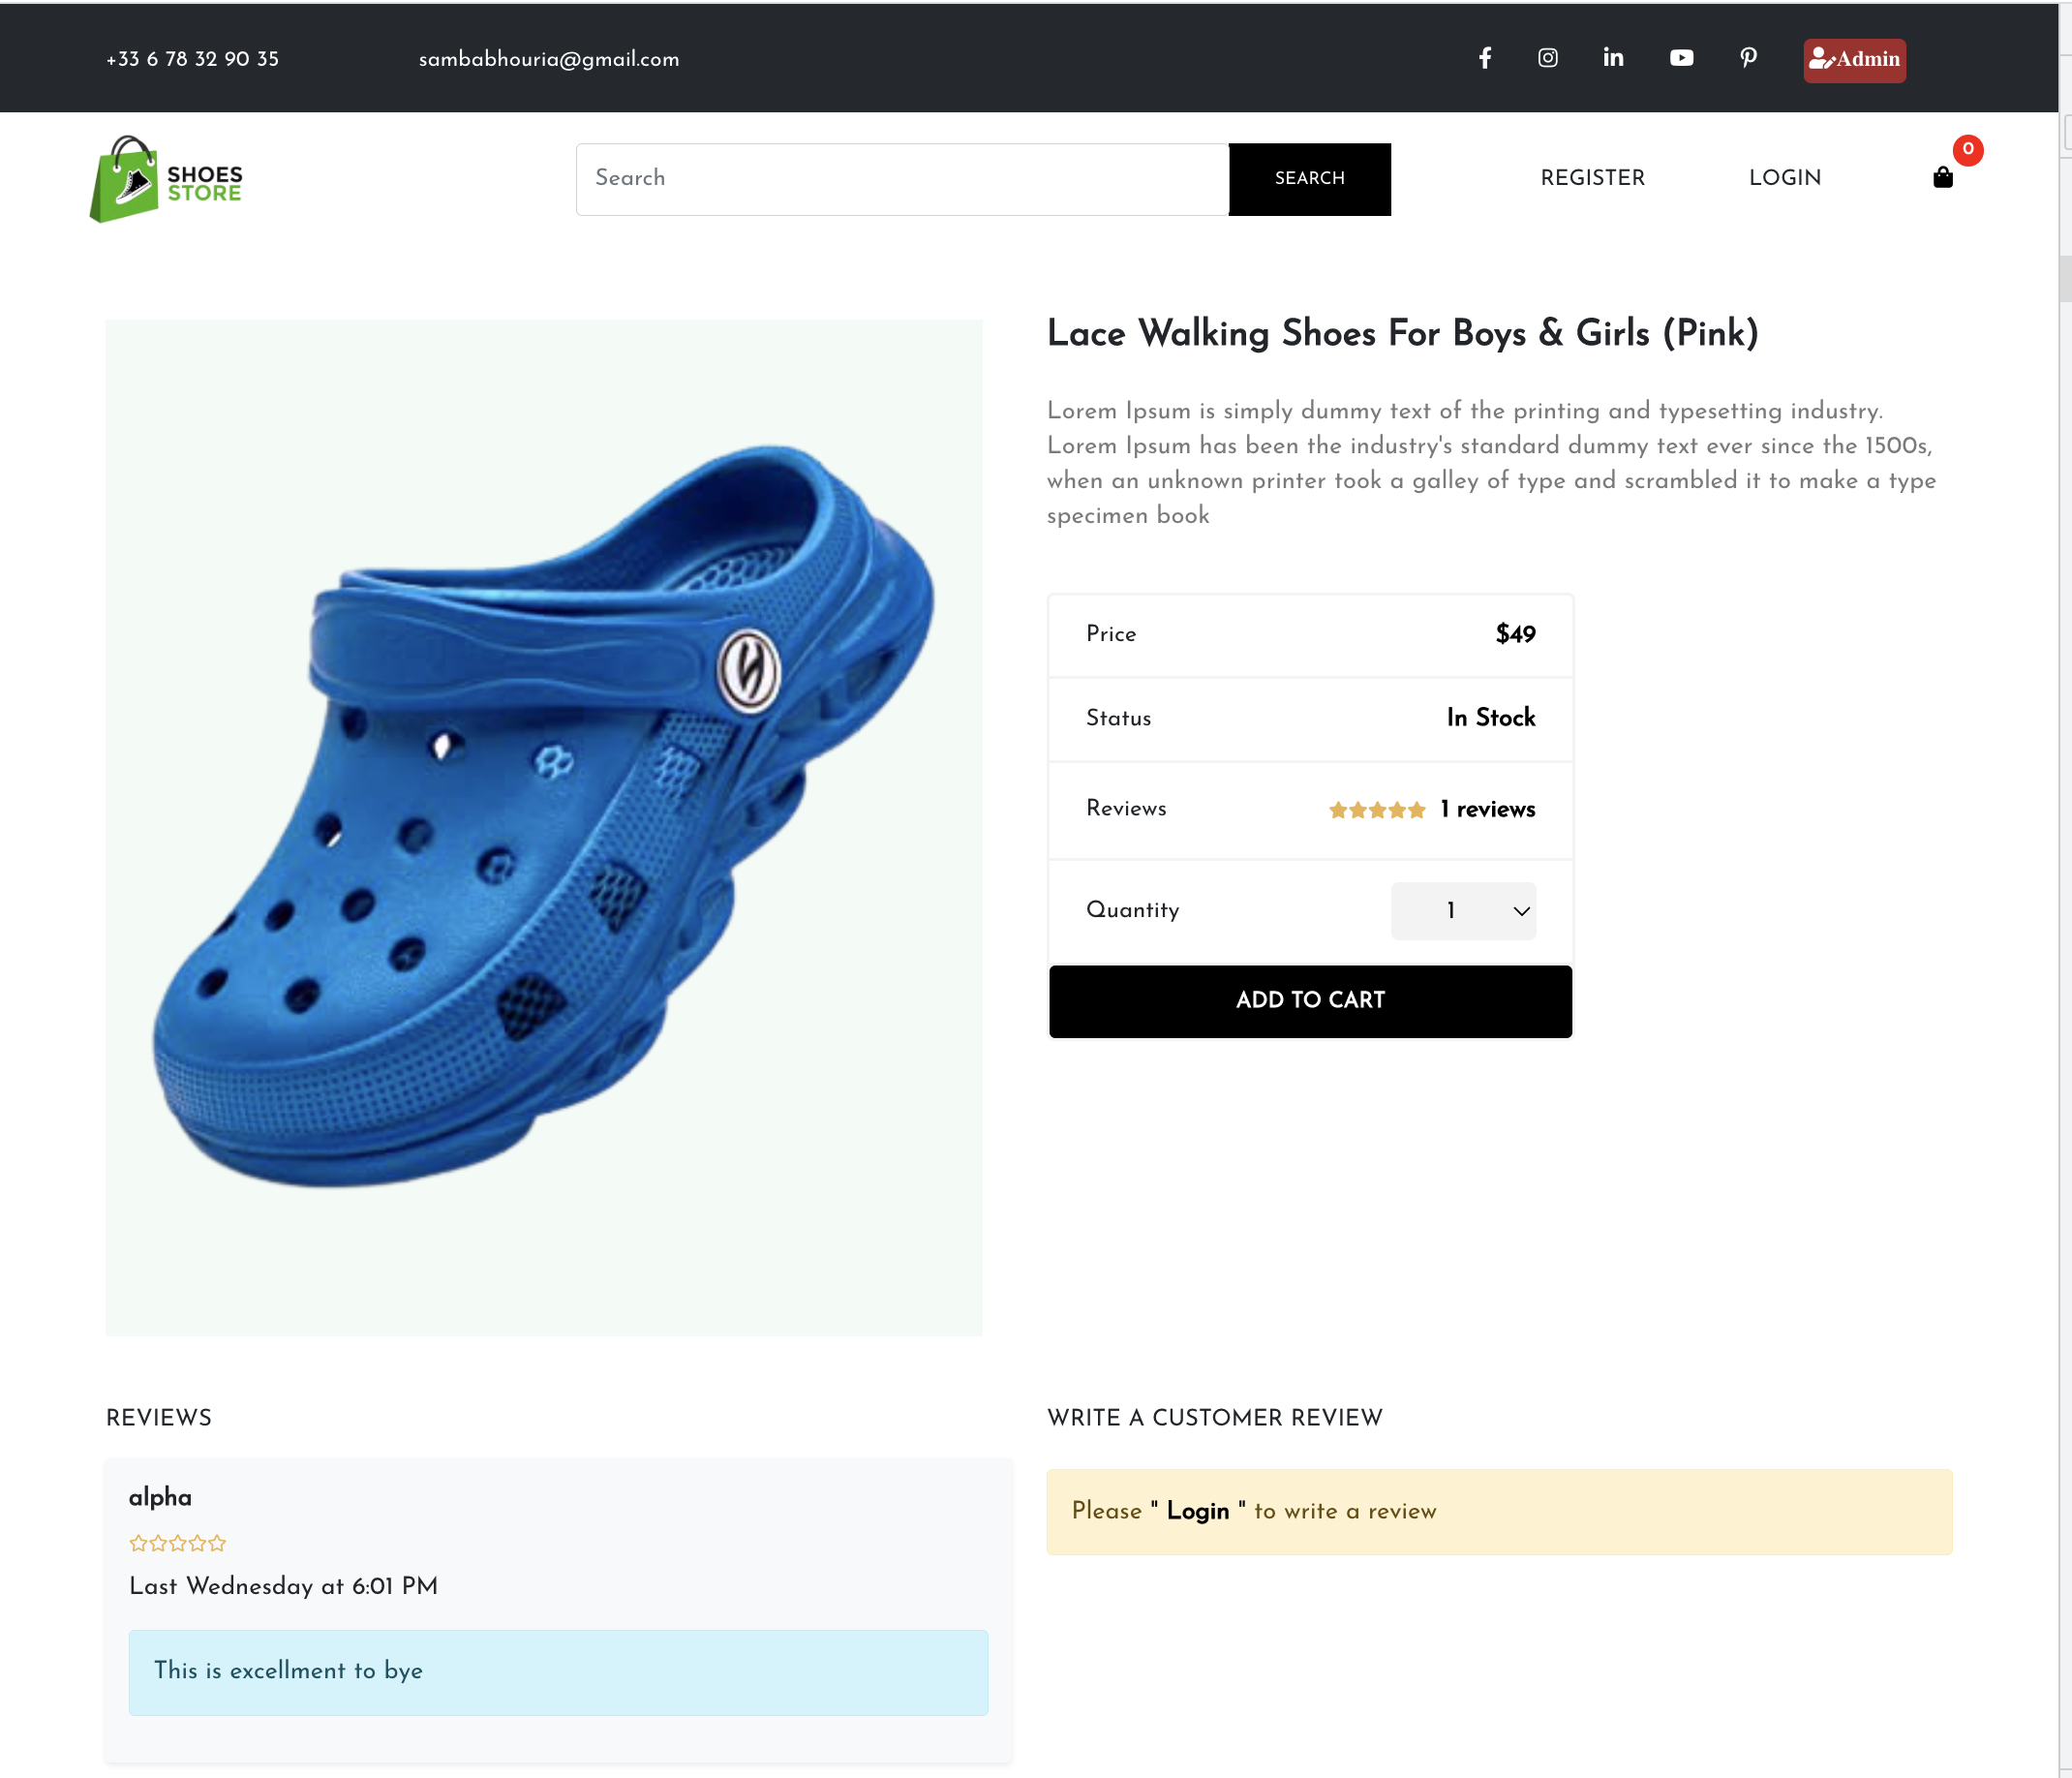 +33 6 78 32 90 35 sambabhouria@gmail.com Admin
SHOES
STORE
Search SEARCH REGISTER LOGIN 0
Lace Walking Shoes For Boys & Girls (Pink)
Lorem Ipsum is simply dummy text of the printing and typesetting industry.
Lorem Ipsum has been the industry's standard dummy text ever since the 1500s,
when an unknown printer took a galley of type and scrambled it to make a type
specimen book
Price $49
Status In Stock
Reviews 1 reviews
Quantity 1
ADD TO CART
REVIEWS
alpha
Last Wednesday at 6:01 PM
This is excellment to bye
WRITE A CUSTOMER REVIEW
Please " Login " to write a review